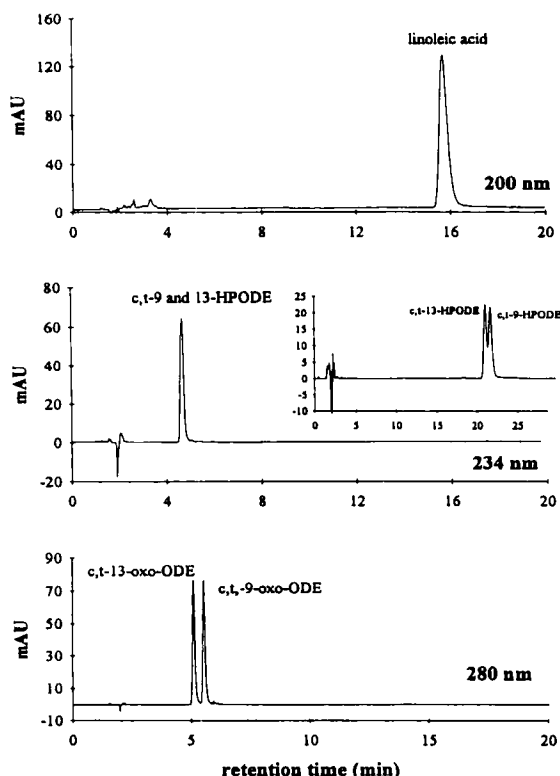 160
120
80
40
0
mAU
linoleic acid
200 nm
0 4 8 12 16 20
80
60
40
20
0
-20
mAU
c,t-9 and 13-HPODE
25
20
15
10
5
0
-5
-10
c,t-13-HPODE c,t-9-HPODE
0 5 10 15 20 25
234 nm
0 4 8 12 16 20
90
70
50
30
10
-10
mAU
c,t-13-oxo-ODE c,t,-9-oxo-ODE
280 nm
0 5 10 15 20
retention time (min)